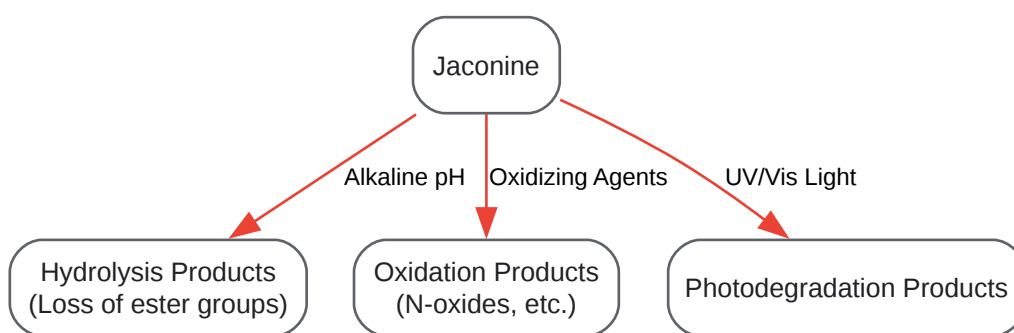 Jaconine
Alkaline pH
Oxidizing Agents
UV/Vis Light
Hydrolysis Products
(Loss of ester groups)
Oxidation Products
(N-oxides, etc.)
Photodegradation Products